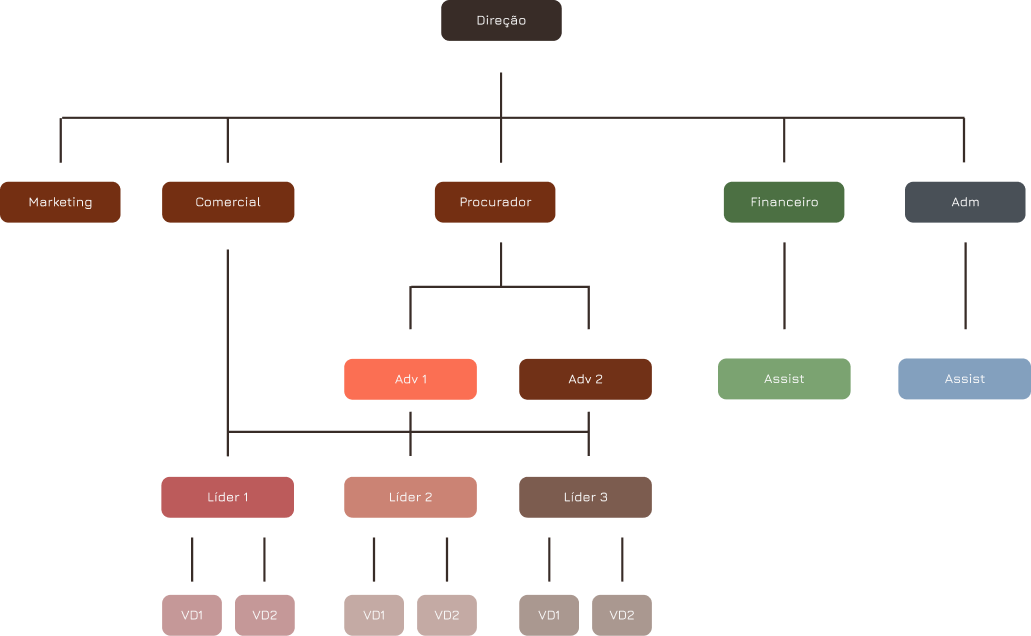 Direção
Marketing
Comercial
Procurador
Financeiro
Adm
Adv 1
Adv 2
Assist
Assist
Líder 1
Líder 2
Líder 3
VD1
VD2
VD1
VD2
VD1
VD2